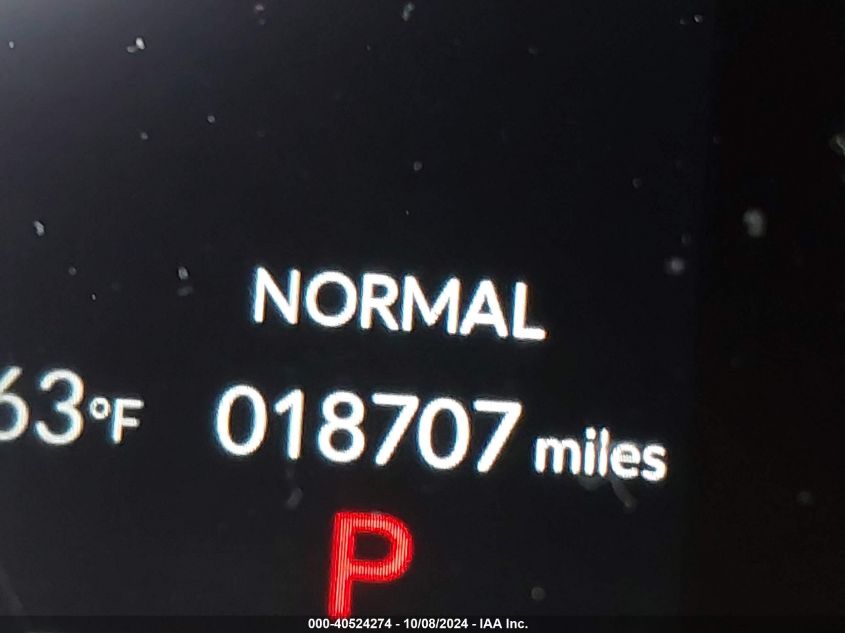 NORMAL
63°F 018707 miles
P
000-40524274 - 10/08/2024 - IAA Inc.